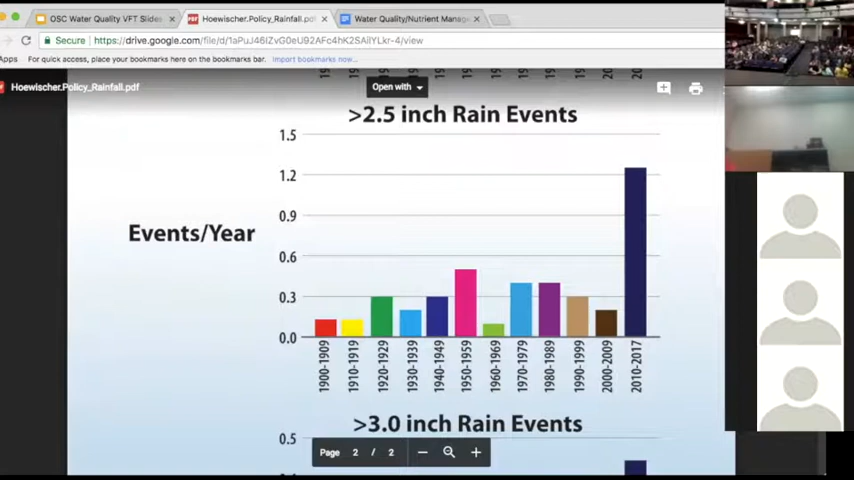 OSC Water Quality VFT Slides
Hoewischer.Policy_Rainfall.pdf
Water Quality/Nutrient Manag
Secure
https://drive.google.com/file/d/1aPuJ46IZvG0eU92AFc4hK2SAilYLkr-4/view
Apps For quick access, place your bookmarks here on the bookmarks bar. Import bookmarks now...
Hoewischer.Policy_Rainfall.pdf
Open with
>2.5 inch Rain Events
1.5
1.2
0.9
Events/Year
0.6
0.3
0.0
1900-1909
1910-1919
1920-1929
1930-1939
1940-1949
1950-1959
1960-1969
1970-1979
1980-1989
1990-1999
2000-2009
2010-2017
>3.0 inch Rain Events
0.5
Page 2 / 2